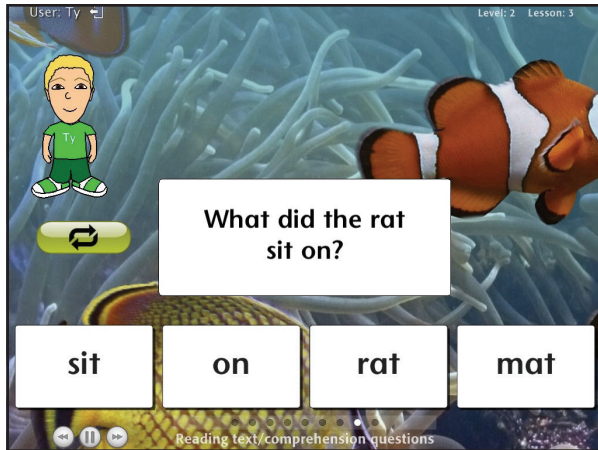 User: Ty
Level: 2 Lesson: 3
Ty
What did the rat
sit on?
sit
on
rat
mat
Reading text/comprehension questions